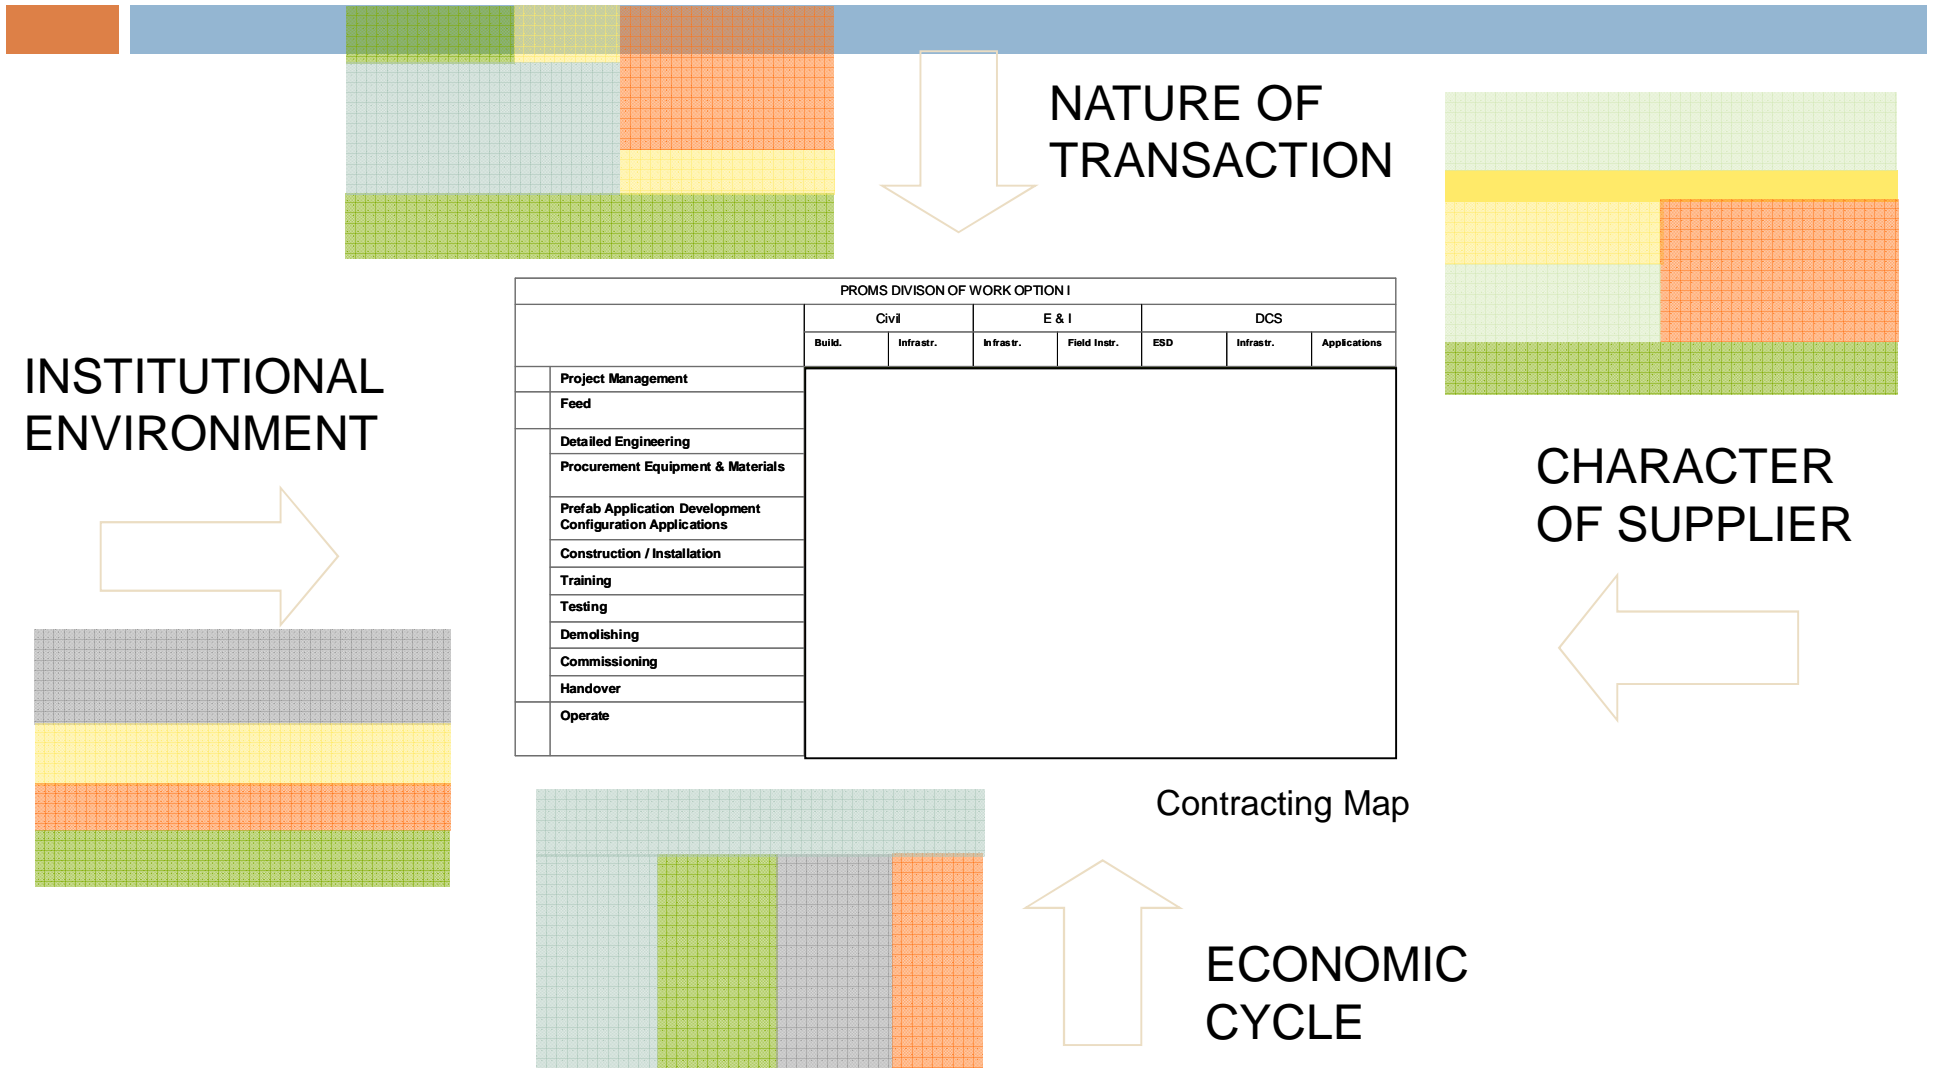 NATURE OF
TRANSACTION
PROMS DIVISON OF WORK OPTION I
Civil E & I DCS
Build. Infrastr. Infrastr. Field Instr. ESD Infrastr. Applications
INSTITUTIONAL
ENVIRONMENT
Project Management
Feed
Detailed Engineering
Procurement Equipment & Materials
Prefab Application Development
Configuration Applications
Construction / Installation
Training
Testing
Demolishing
Commissioning
Handover
Operate
CHARACTER
OF SUPPLIER
Contracting Map
ECONOMIC
CYCLE